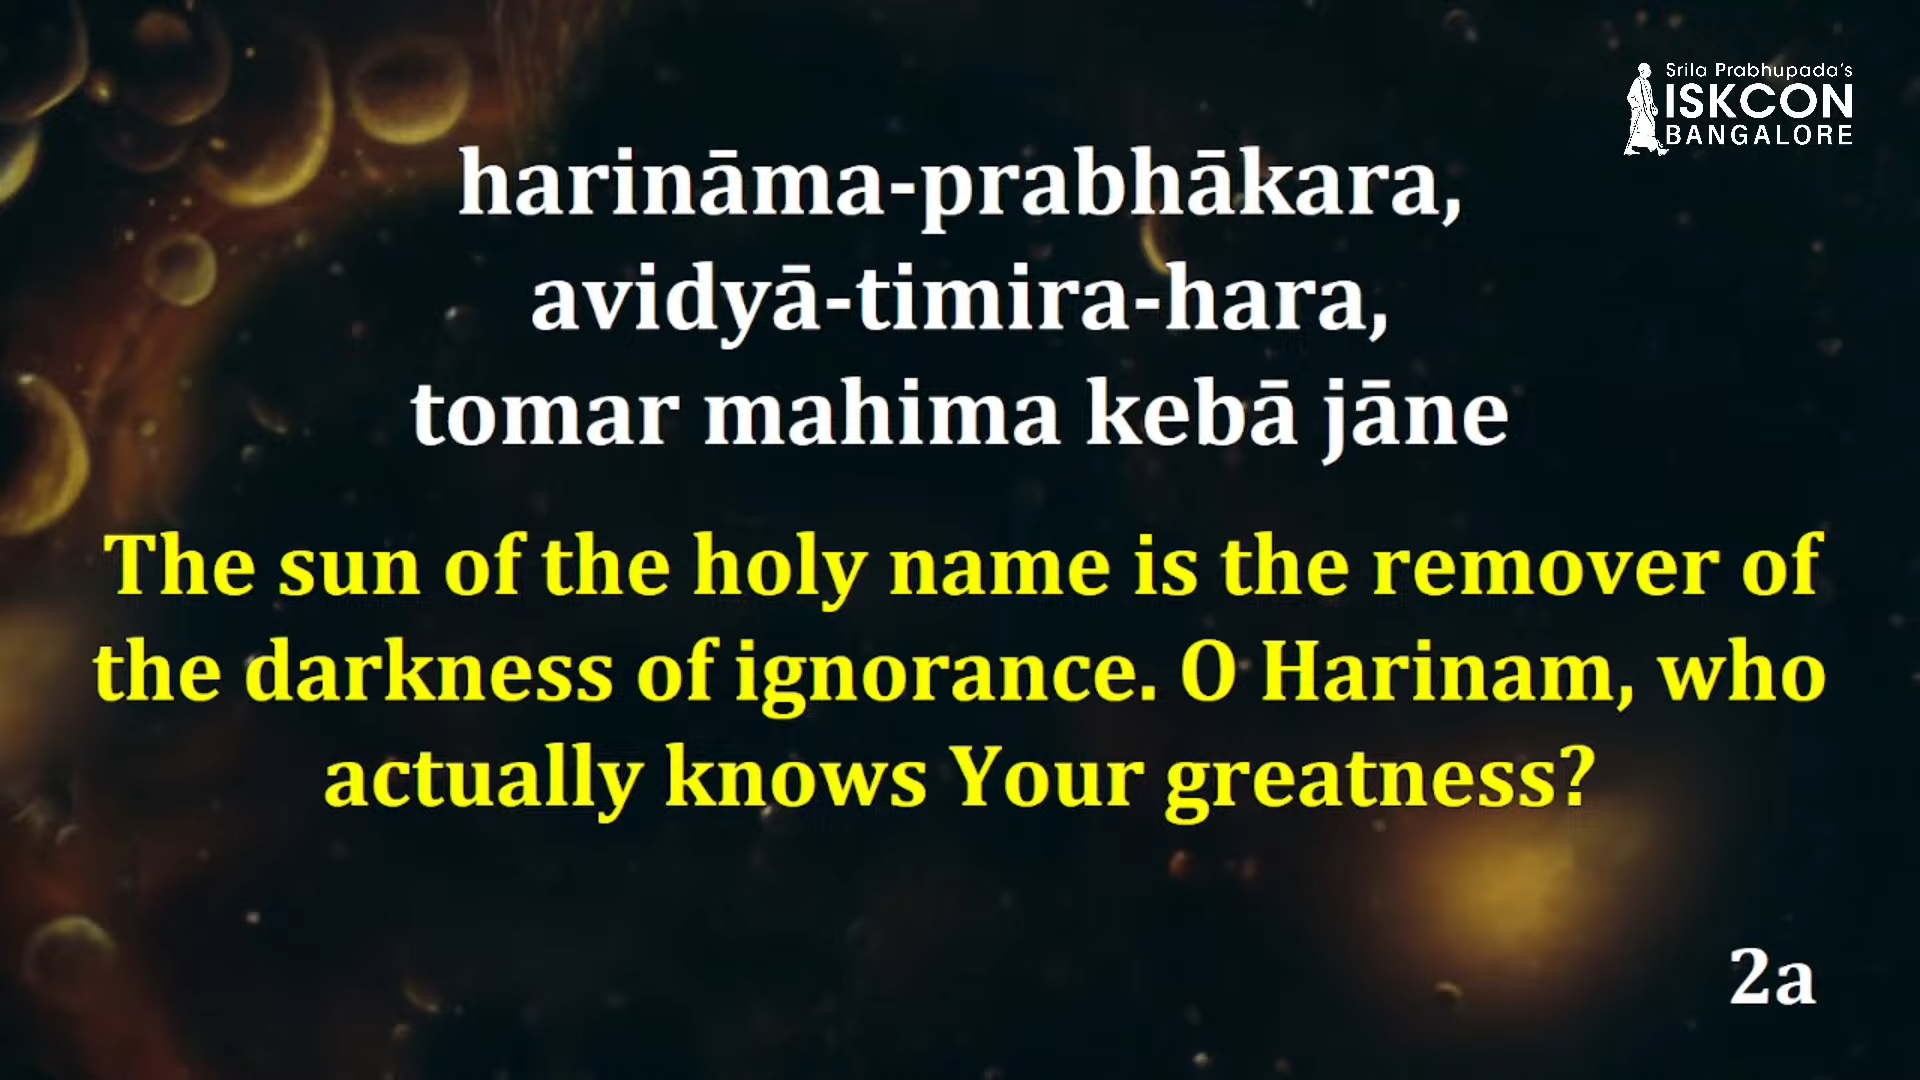 Srila Prabhupada's
ISKCON
BANGALORE
harināma-prabhākara,
avidyā-timira-hara,
tomar mahima kebā jāne
The sun of the holy name is the remover of
the darkness of ignorance. O Harinam, who
actually knows Your greatness?
2a